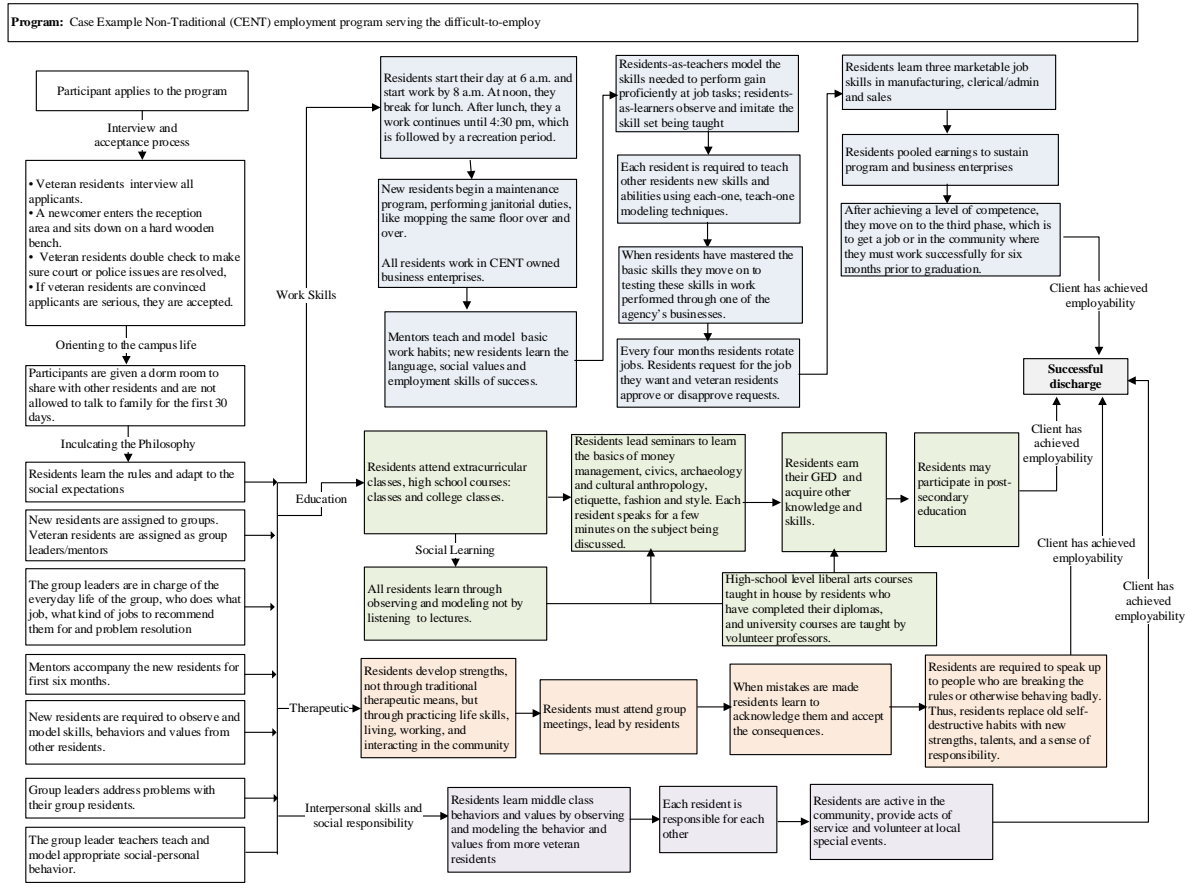 Program: Case Example Non-Traditional (CENT) employment program serving the difficult-to-employ
Participant applies to the program
Interview and
acceptance process
• Veteran residents interview all
applicants.
• A newcomer enters the reception
area and sits down on a hard wooden
bench.
• Veteran residents double check to make
sure court or police issues are resolved,
• If veteran residents are convinced
applicants are serious, they are accepted.
Orienting to the campus life
Participants are given a dorm room to
share with other residents and are not
allowed to talk to family for the first 30
days.
Inculcating the Philosophy
Residents learn the rules and adapt to the
social expectations
New residents are assigned to groups.
Veteran residents are assigned as group
leaders/mentors
The group leaders are in charge of the
everyday life of the group, who does what
job, what kind of jobs to recommend
them for and problem resolution
Mentors accompany the new residents for
first six months.
New residents are required to observe and
model skills, behaviors and values from
other residents.
Group leaders address problems with
their group residents.
The group leader teachers teach and
model appropriate social-personal
behavior.
Work Skills
Residents start their day at 6 a.m. and
start work by 8 a.m. At noon, they
break for lunch. After lunch, they a
work continues until 4:30 pm, which
is followed by a recreation period.
New residents begin a maintenance
program, performing janitorial duties,
like mopping the same floor over and
over.
All residents work in CENT owned
business enterprises.
Mentors teach and model basic
work habits; new residents learn the
language, social values and
employment skills of success.
Residents-as-teachers model the
skills needed to perform gain
proficiently at job tasks; residents-
as-learners observe and imitate the
skill set being taught
Each resident is required to teach
other residents new skills and
abilities using each-one, teach-one
modeling techniques.
When residents have mastered the
basic skills they move on to
testing these skills in work
performed through one of the
agency's businesses.
Every four months residents rotate
jobs. Residents request for the job
they want and veteran residents
approve or disapprove requests.
Residents learn three marketable job
skills in manufacturing, clerical/admin
and sales
Residents pooled earnings to sustain
program and business enterprises
After achieving a level of competence,
they move on to the third phase, which is
to get a job or in the community where
they must work successfully for six
months prior to graduation.
Client has achieved
employability
Successful
discharge
Education
Residents attend extracurricular
classes, high school courses:
classes and college classes.
Social Learning
All residents learn through
observing and modeling not by
listening to lectures.
Residents lead seminars to learn
the basics of money
management, civics, archaeology
and cultural anthropology,
etiquette, fashion and style. Each
resident speaks for a few
minutes on the subject being
discussed.
Residents earn
their GED and
acquire other
knowledge and
skills.
High-school level liberal arts courses
taught in house by residents who
have completed their diplomas,
and university courses are taught by
volunteer professors.
Residents may
participate in post-
secondary
education
Client has
achieved
employability
Therapeutic
Residents develop strengths,
not through traditional
therapeutic means, but
through practicing life skills,
living, working, and
interacting in the community
Residents must attend group
meetings, lead by residents
When mistakes are made
residents learn to
acknowledge them and accept
the consequences.
Residents are required to speak up
to people who are breaking the
rules or otherwise behaving badly.
Thus, residents replace old self-
destructive habits with new
strengths, talents, and a sense of
responsibility.
Client has achieved
employability
Interpersonal skills and
social responsibility
Residents learn middle class
behaviors and values by observing
and modeling the behavior and
values from more veteran
residents
Each resident is
responsible for each
other
Residents are active in the
community, provide acts of
service and volunteer at local
special events.
Client has
achieved
employability